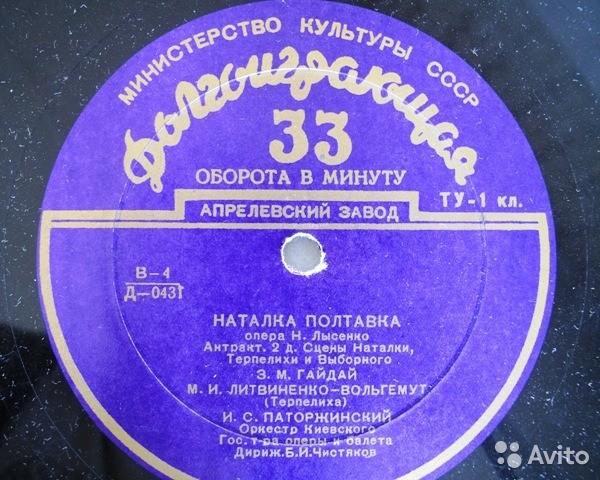 МИНИСТЕРСТВО КУЛЬТУРЫ СССР
Долгоиграющая
33
ОБОРОТА В МИНУТУ
ТУ-1 кл.
АПРЕЛЕВСКИЙ ЗАВОД
В-4
Д-0431
НАТАЛКА ПОЛТАВКА
опера Н. Лысенко
Антракт. 2 д. Сцены Наталки,
Терпелихи и Выборного
З. М. ГАЙДАЙ
М. И. ЛИТВИНЕНКО-ВОЛЬГЕМУТ
(Терпелиха)
И. С. ПАТОРЖИНСКИЙ
Оркестр Киевского
Гос. т-ра оперы и балета
Дириж. Б. И. Чистяков
Avito